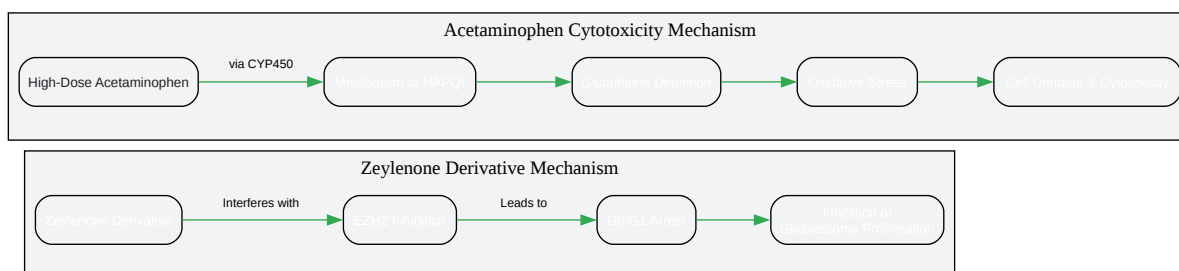 Acetaminophen Cytotoxicity Mechanism
High-Dose Acetaminophen
via CYP450
Metabolism to NAPQI
Glutathione Depletion
Oxidative Stress
Cell Damage & Cytotoxicity
Zeylenone Derivative Mechanism
Zeylenone Derivative
Interferes with
EZH2 Inhibition
Leads to
G0/G1 Arrest
Inhibition of
Glioblastoma Proliferation